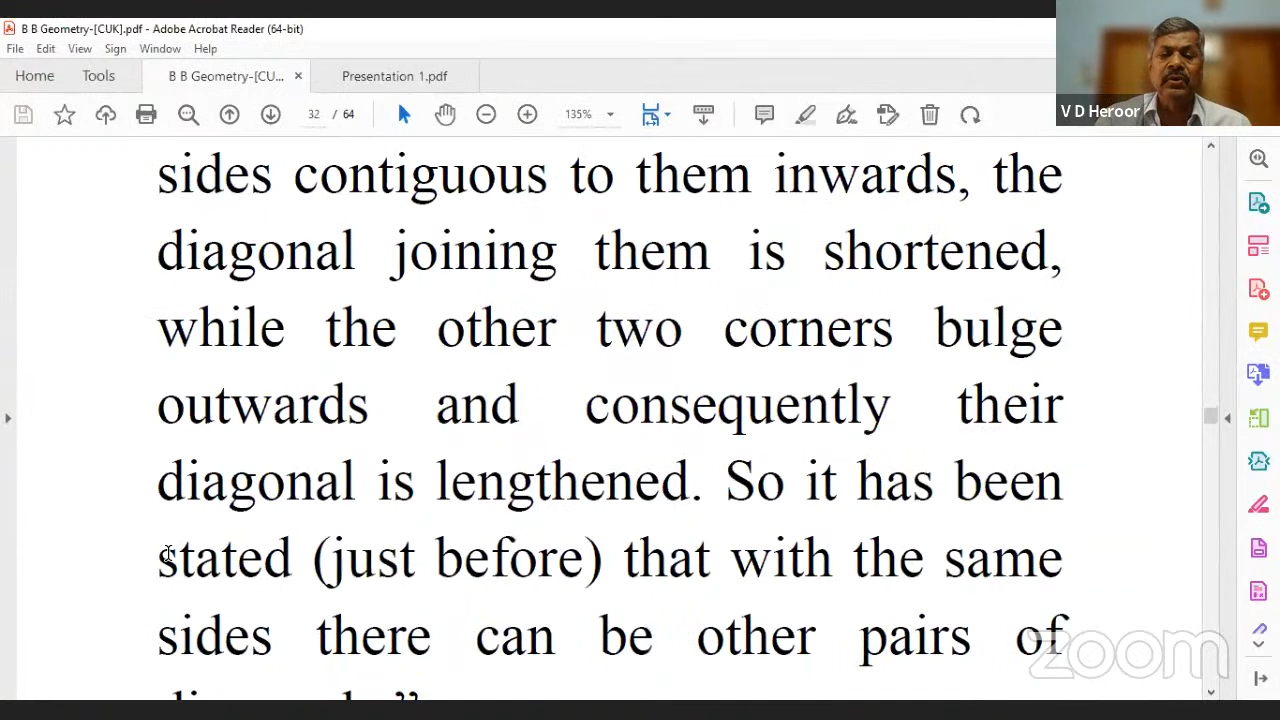 B B Geometry-[CUK].pdf - Adobe Acrobat Reader (64-bit)
File Edit View Sign Window Help
Home Tools B B Geometry-[CU... × Presentation 1.pdf
32 / 64 135%
V D Heroor
sides contiguous to them inwards, the
diagonal joining them is shortened,
while the other two corners bulge
outwards and consequently their
diagonal is lengthened. So it has been
stated (just before) that with the same
sides there can be other pairs of
zoom